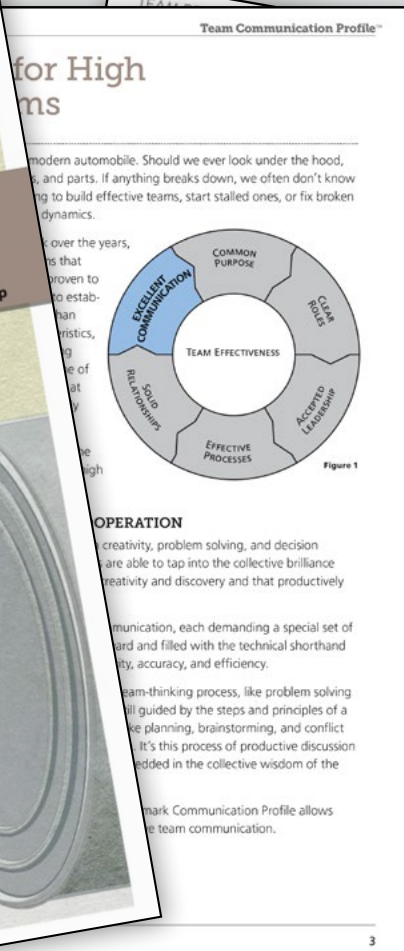 Team Communication Profile™
for High
ms
modern automobile. Should we ever look under the hood,
s, and parts. If anything breaks down, we often don't know
ng to build effective teams, start stalled ones, or fix broken
dynamics.
k over the years,
ns that
proven to
to estab-
han
eristics,
ng
e of
at
y
he
igh
COMMON
PURPOSE
CLEAR
ROLES
ACCEPTED
LEADERSHIP
EFFECTIVE
PROCESSES
SOLID
RELATIONSHIPS
EXCELLENT
COMMUNICATION
TEAM EFFECTIVENESS
Figure 1
OPERATION
creativity, problem solving, and decision
are able to tap into the collective brilliance
creativity and discovery and that productively
munication, each demanding a special set of
ard and filled with the technical shorthand
ity, accuracy, and efficiency.
eam-thinking process, like problem solving
ill guided by the steps and principles of a
ke planning, brainstorming, and conflict
. It's this process of productive discussion
edded in the collective wisdom of the
mark Communication Profile allows
e team communication.
3